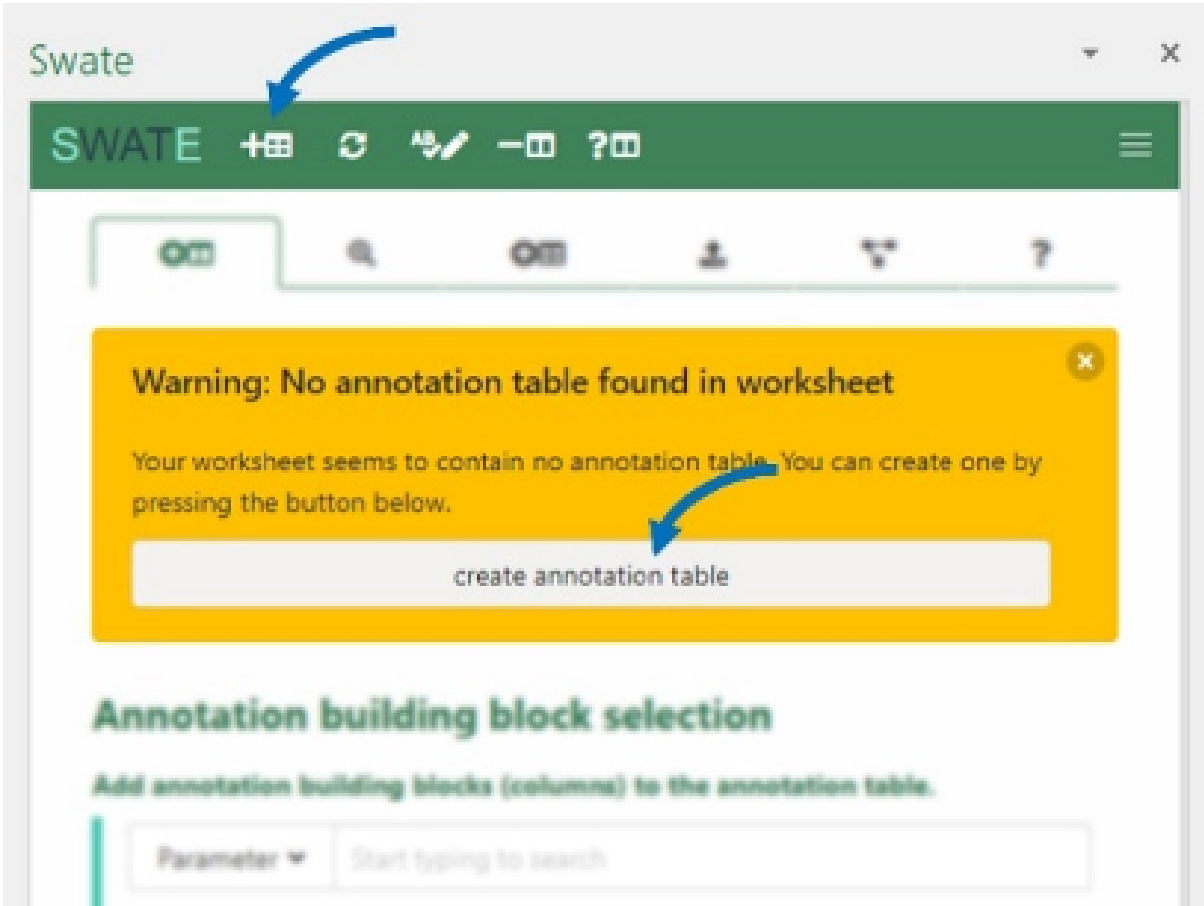 Swate
SWATE
Warning: No annotation table found in worksheet
Your worksheet seems to contain no annotation table. You can create one by
pressing the button below.
create annotation table
Annotation building block selection
Add annotation building blocks (columns) to the annotation table.
Parameter
Start typing to search